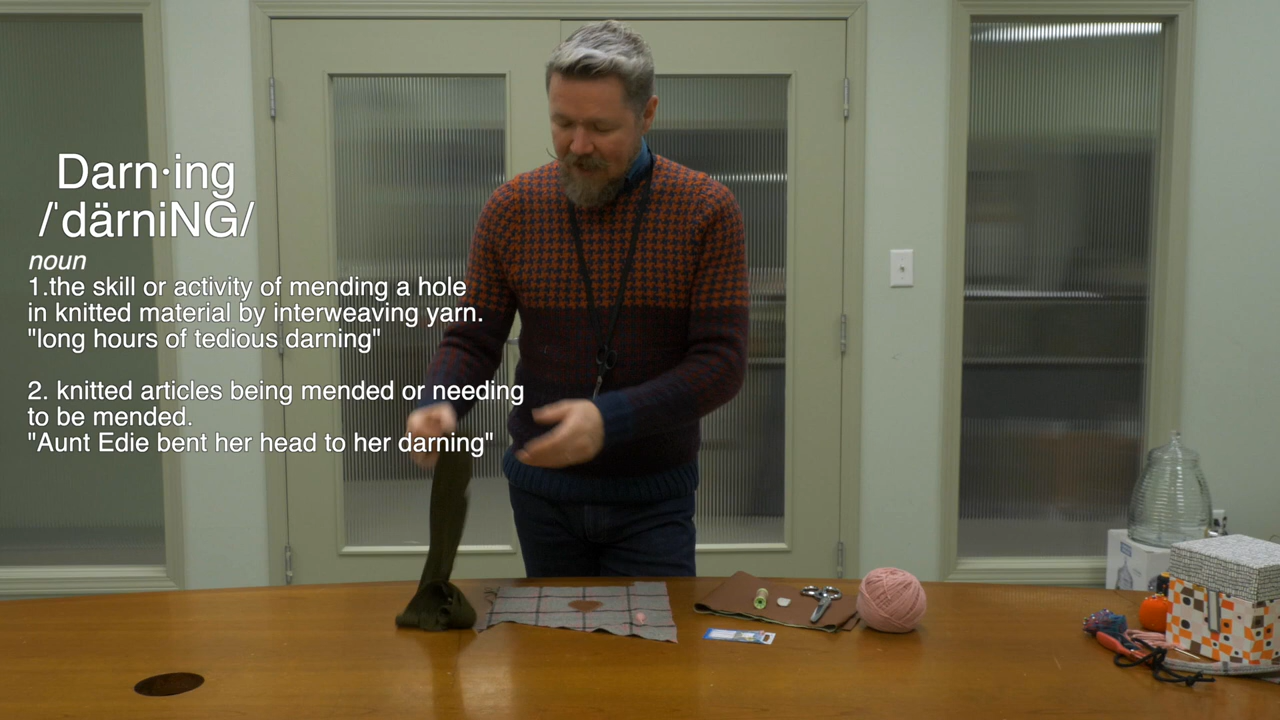 Darn·ing
/ˈdärniNG/
noun
1.the skill or activity of mending a hole
in knitted material by interweaving yarn.
"long hours of tedious darning"
2. knitted articles being mended or needing
to be mended.
"Aunt Edie bent her head to her darning"